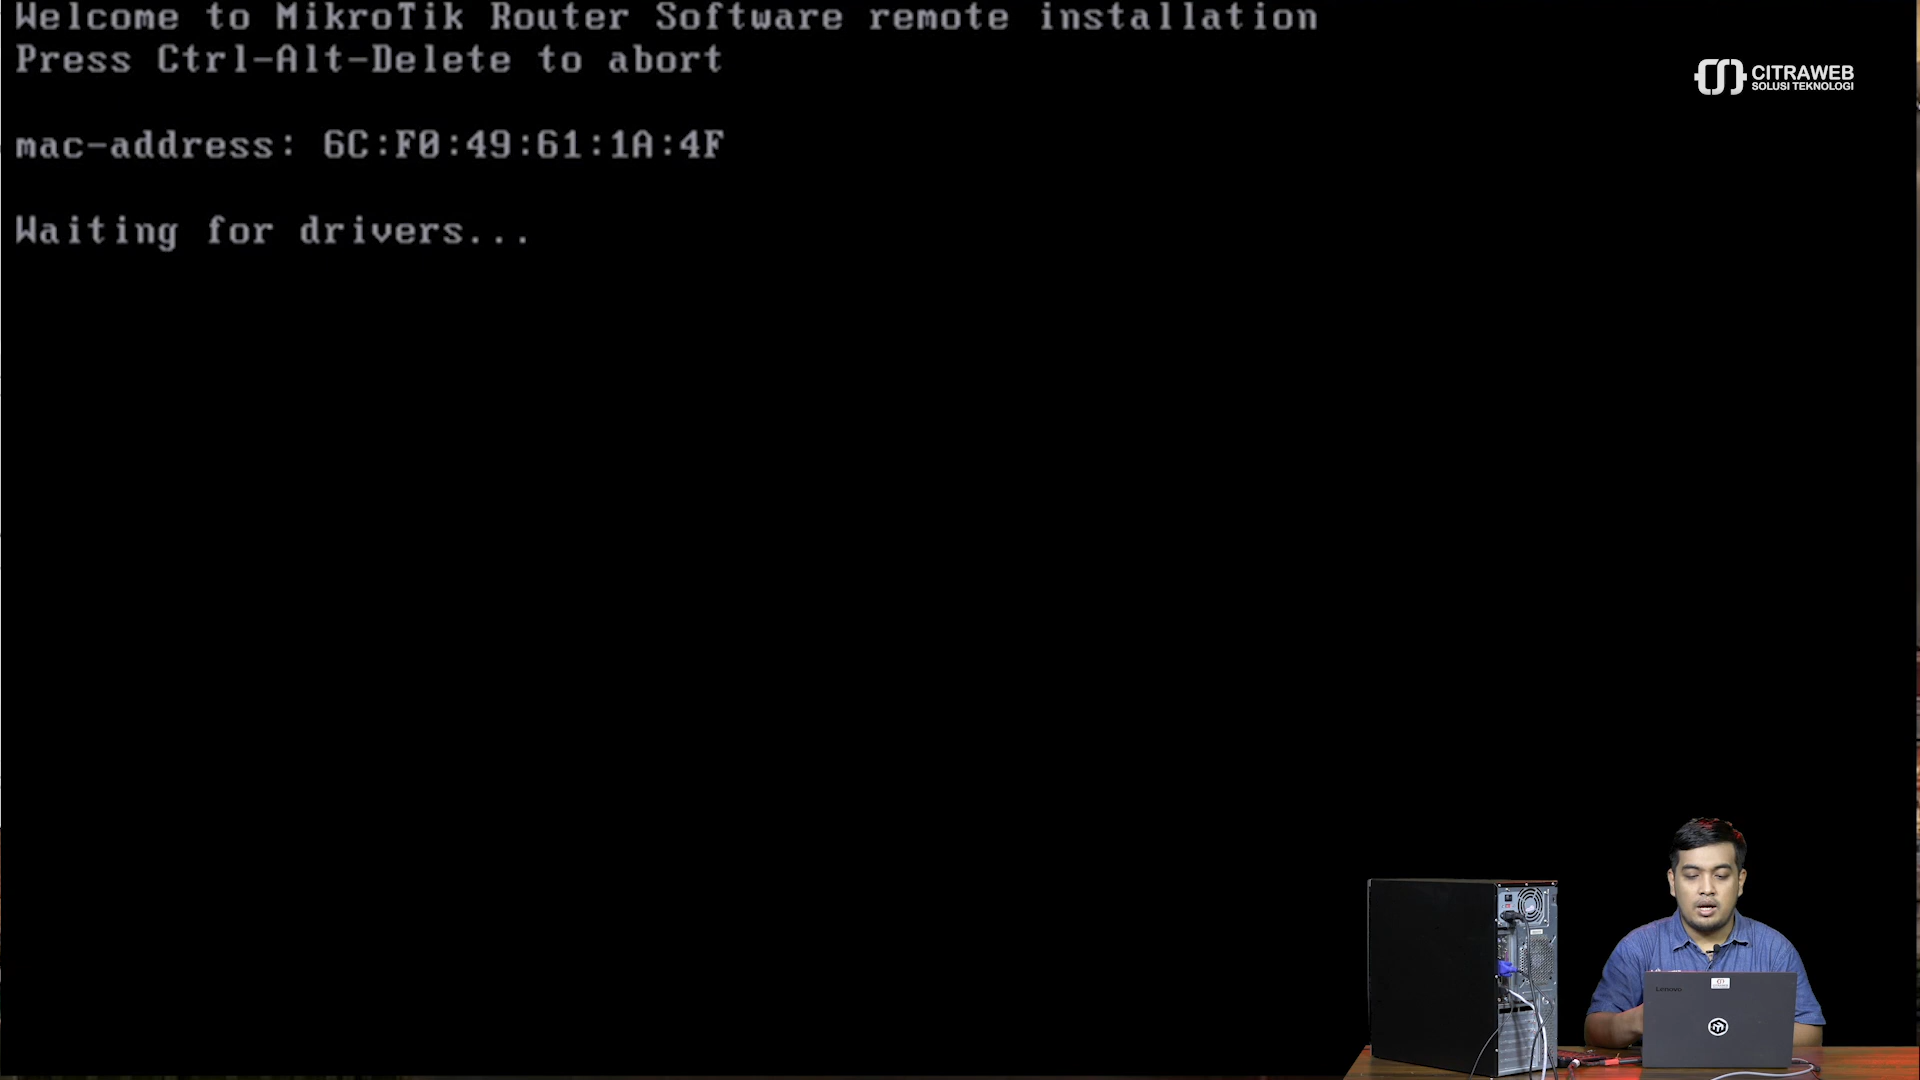 Welcome to MikroTik Router Software remote installation
Press Ctrl-Alt-Delete to abort
CITRAWEB
SOLUSI TEKNOLOGI
mac-address: 6C:F0:49:61:1A:4F
Waiting for drivers...
Lenovo